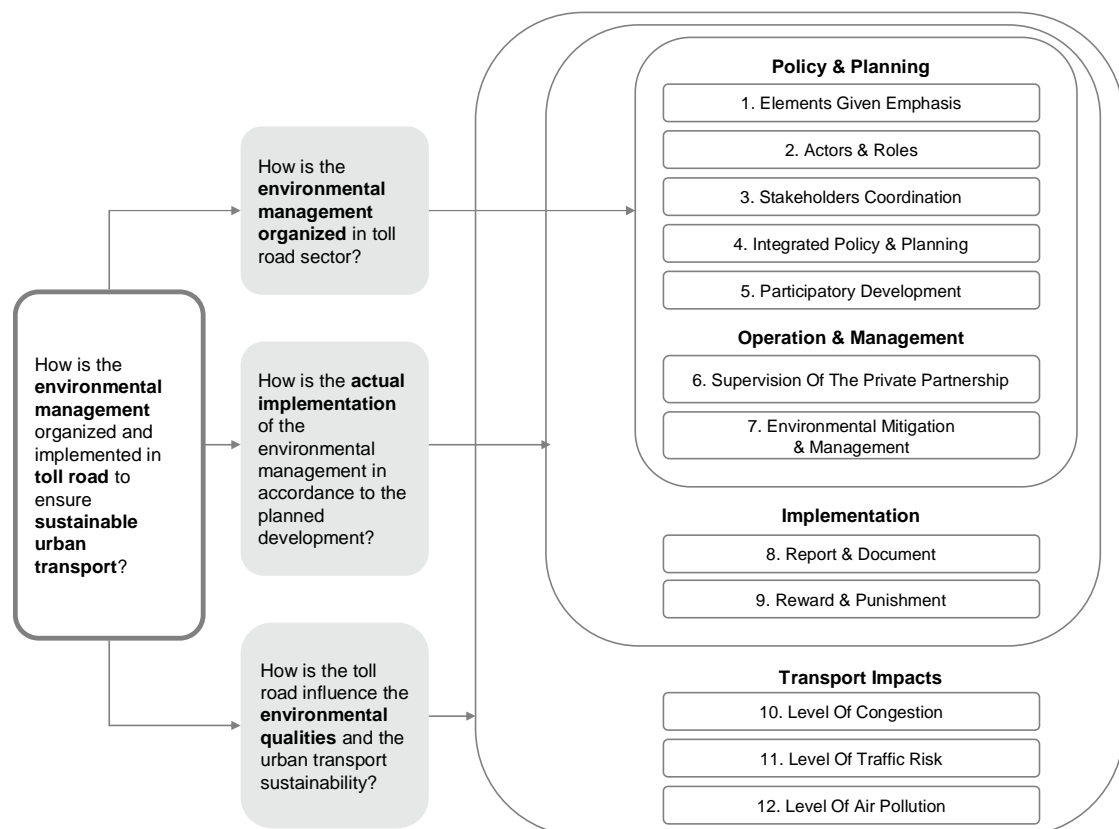 How is the
environmental
management
organized and
implemented in
toll road to
ensure
sustainable
urban
transport?
How is the
environmental
management
organized in toll
road sector?
How is the actual
implementation
of the
environmental
management in
accordance to the
planned
development?
How is the toll
road influence the
environmental
qualities and the
urban transport
sustainability?
Policy & Planning
1. Elements Given Emphasis
2. Actors & Roles
3. Stakeholders Coordination
4. Integrated Policy & Planning
5. Participatory Development
Operation & Management
6. Supervision Of The Private Partnership
7. Environmental Mitigation
& Management
Implementation
8. Report & Document
9. Reward & Punishment
Transport Impacts
10. Level Of Congestion
11. Level Of Traffic Risk
12. Level Of Air Pollution